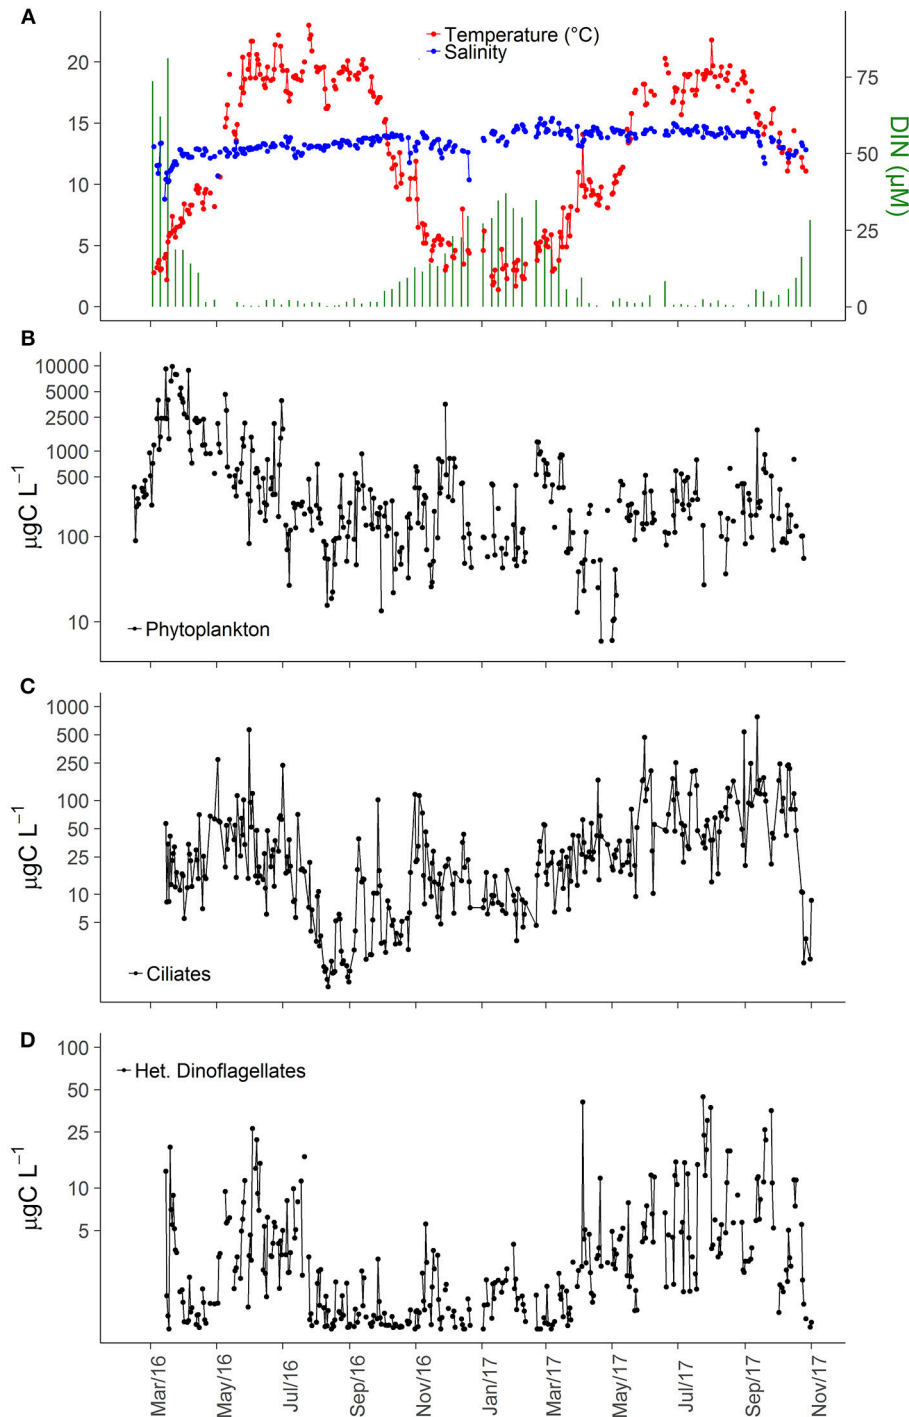 A
Temperature (°C)
Salinity
20
15
10
5
0
75
50
25
0
DIN (µM)
B
10000
5000
2500
1000
500
100
10
µgC L⁻¹
Phytoplankton
C
1000
500
250
100
50
25
10
5
µgC L⁻¹
Ciliates
D
100
50
25
10
5
µgC L⁻¹
Het. Dinoflagellates
Mar/16
May/16
Jul/16
Sep/16
Nov/16
Jan/17
Mar/17
May/17
Jul/17
Sep/17
Nov/17